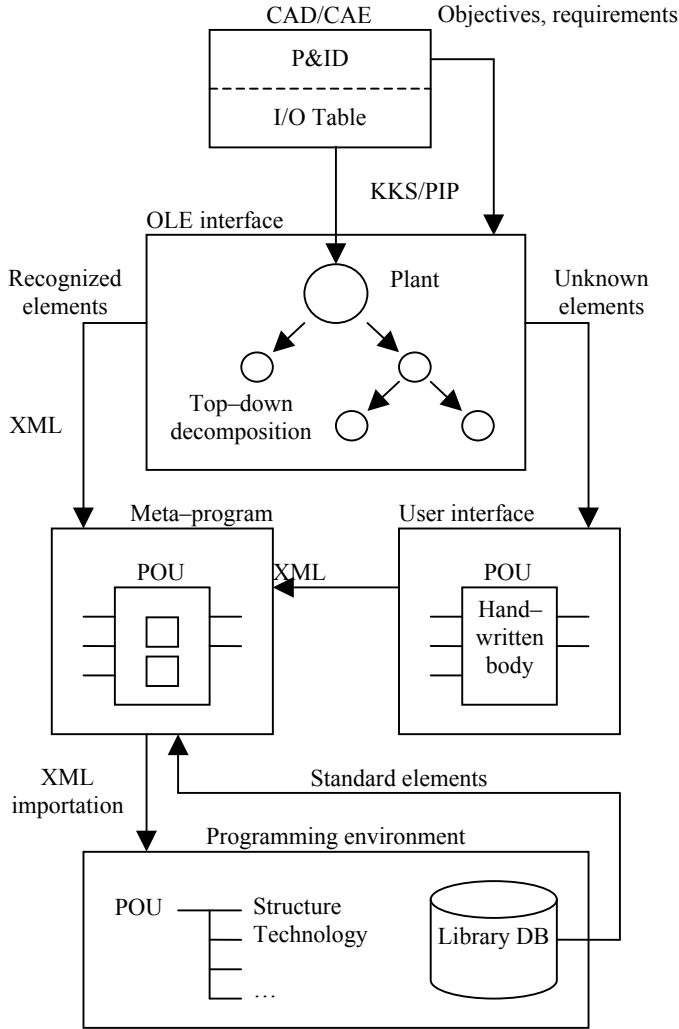 CAD/CAE
Objectives, requirements
P&ID
I/O Table
KKS/PIP
OLE interface
Recognized
elements
Plant
Unknown
elements
Top–down
decomposition
XML
Meta–program
User interface
POU
XML
POU
Hand–
written
body
XML
importation
Standard elements
Programming environment
POU
Structure
Technology
…
Library DB